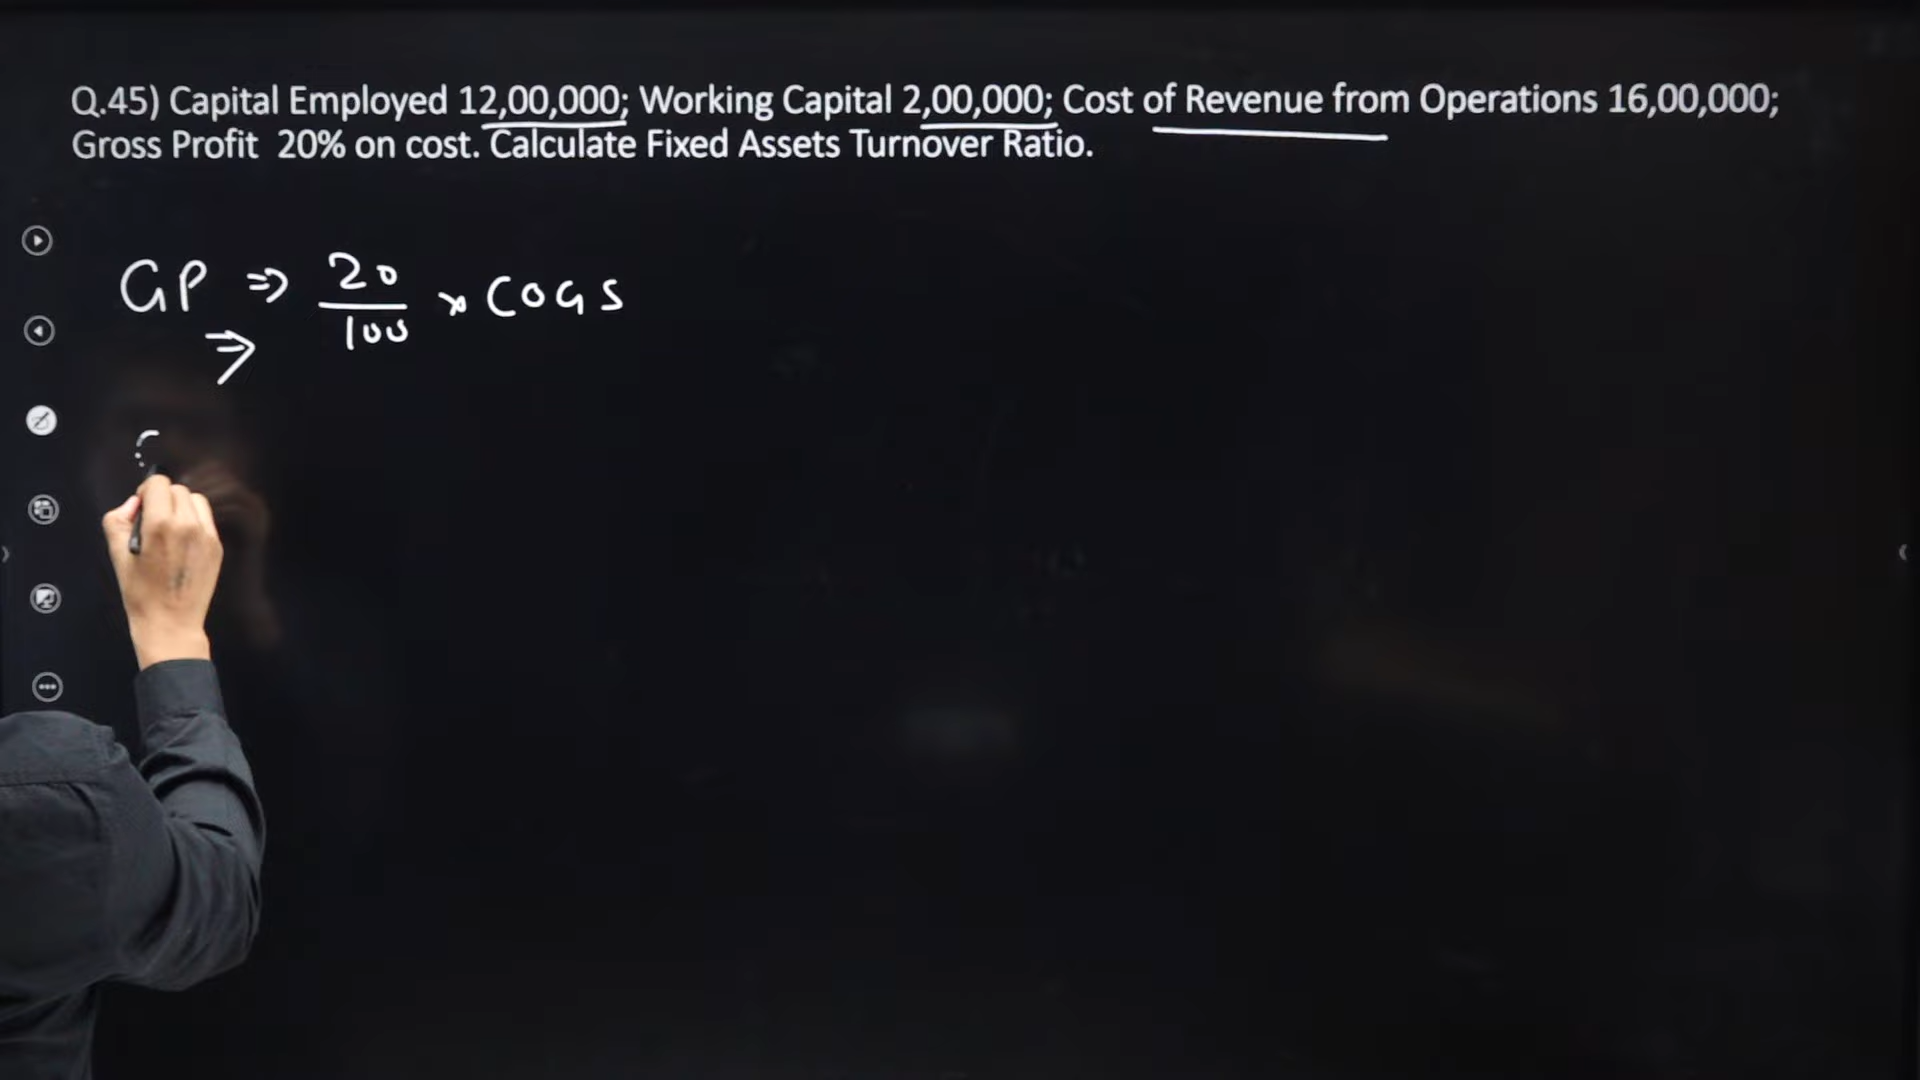 Q.45) Capital Employed 12,00,000; Working Capital 2,00,000; Cost of Revenue from Operations 16,00,000;
Gross Profit 20% on cost. Calculate Fixed Assets Turnover Ratio.
GP ⇒ 20/100 × COGS
⇒